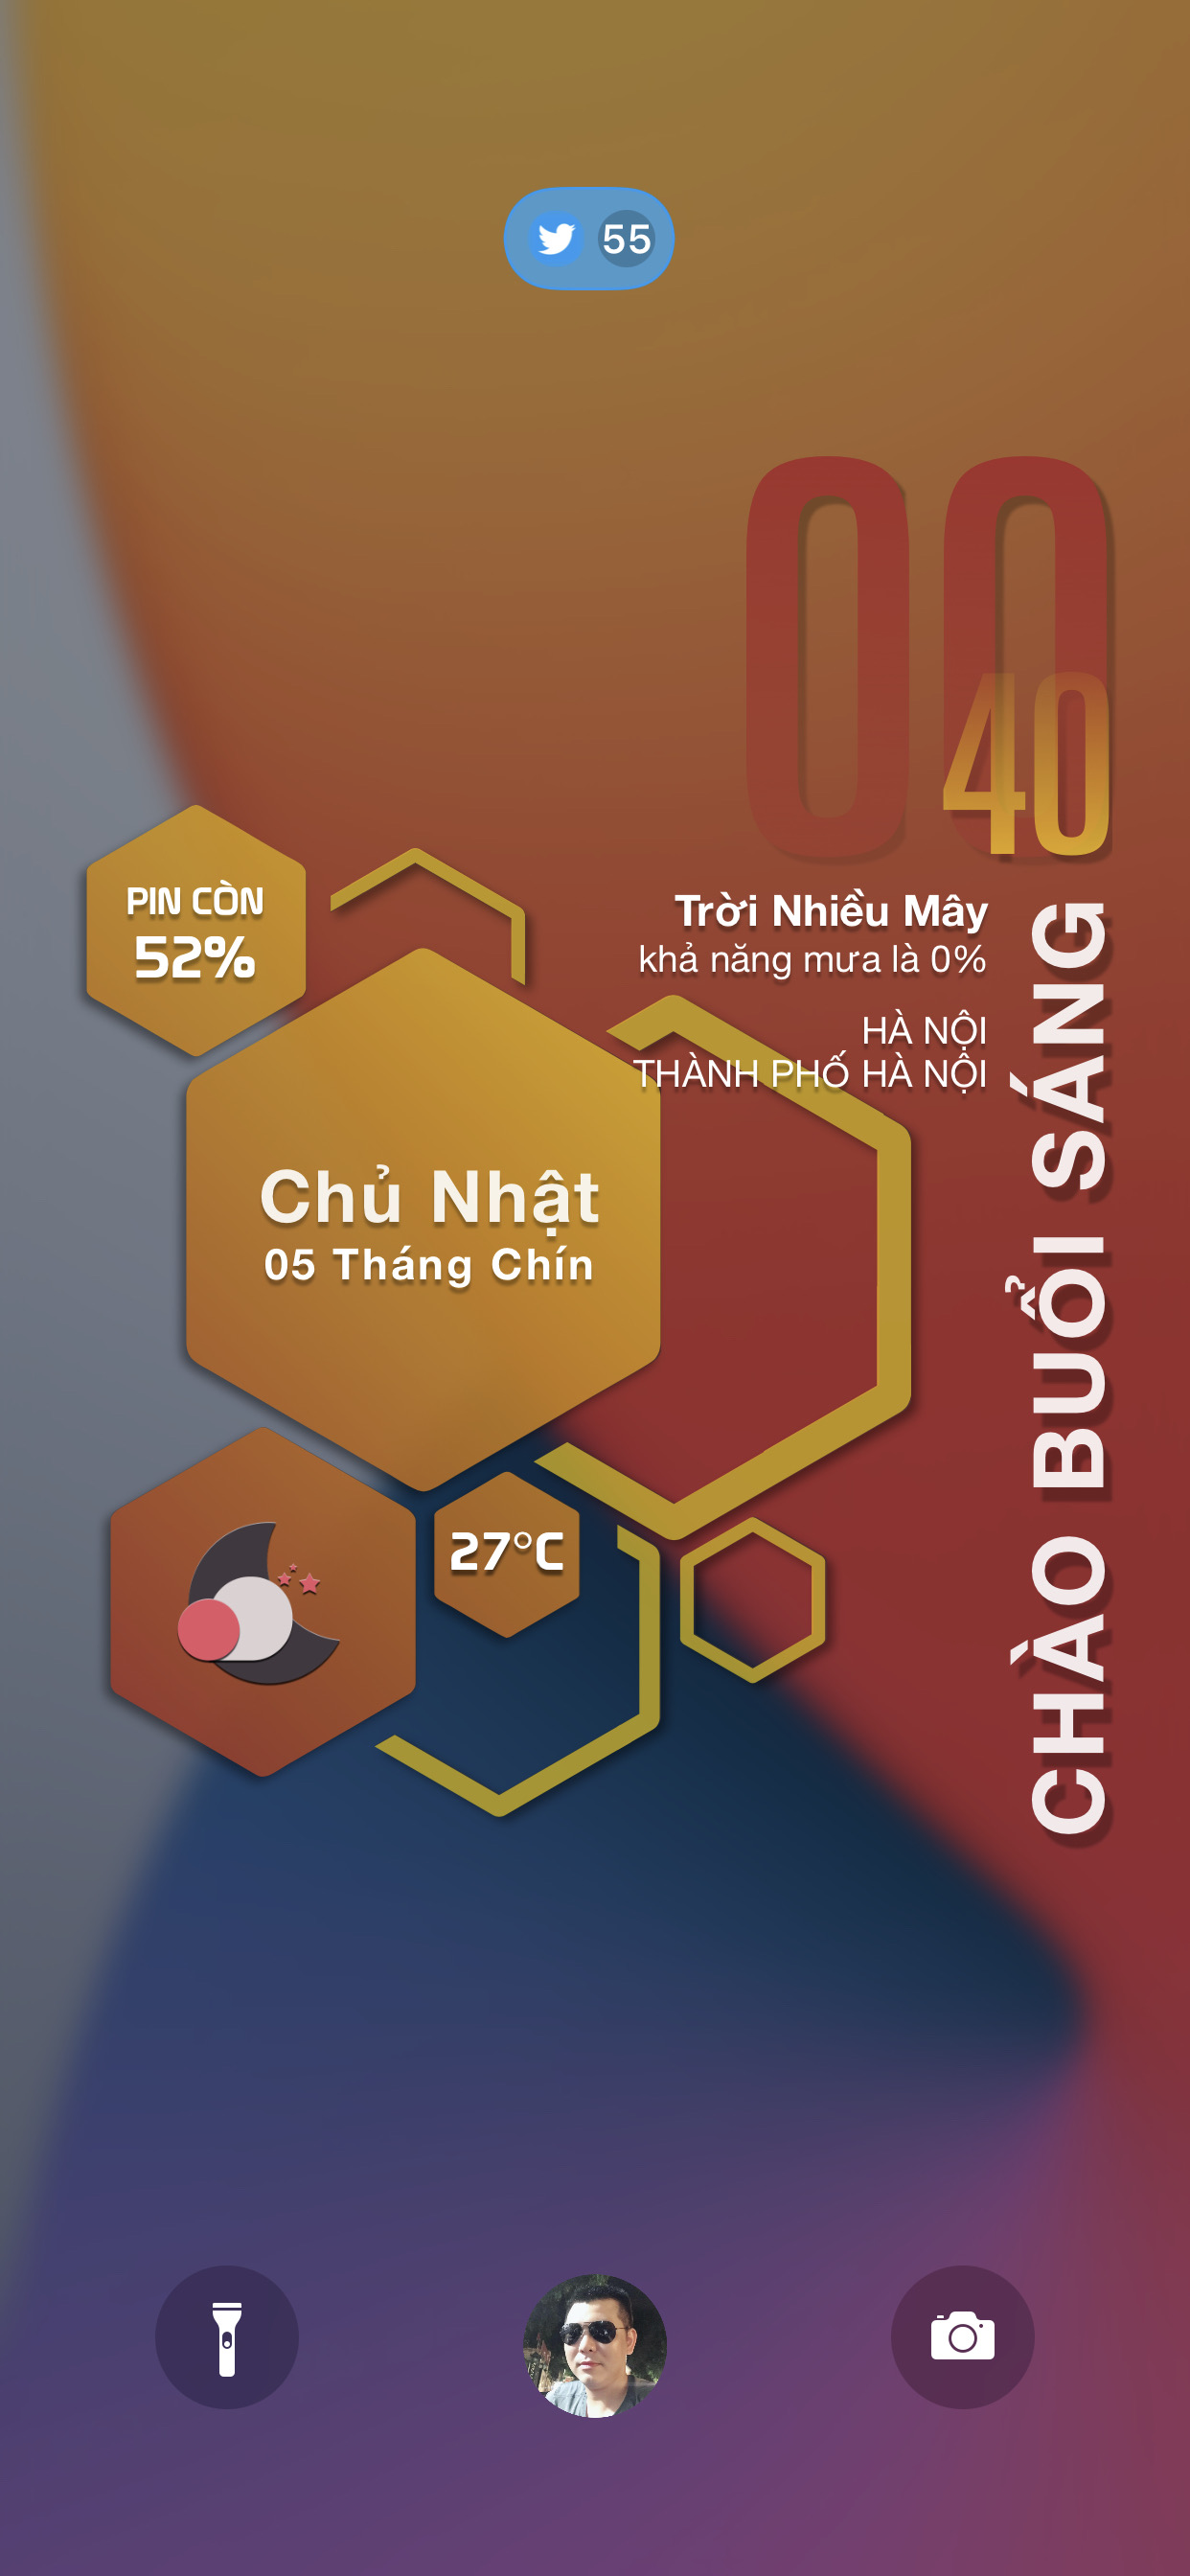 55
00
40
PIN CÒN
52%
Trời Nhiều Mây
khả năng mưa là 0%
HÀ NỘI
THÀNH PHỐ HÀ NỘI
CHÀO BUỔI SÁNG
Chủ Nhật
05 Tháng Chín
27°C